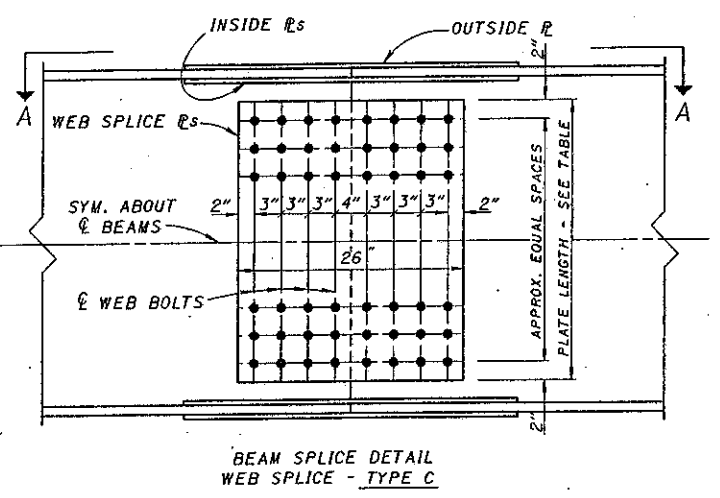 INSIDE ℞s
OUTSIDE ℞
2"
A
A
WEB SPLICE ℞s
SYM. ABOUT
℄ BEAMS
2"
3" 3" 3" 4" 3" 3" 3"
2"
26"
℄ WEB BOLTS
APPROX. EQUAL SPACES
PLATE LENGTH - SEE TABLE
2"
BEAM SPLICE DETAIL
WEB SPLICE - TYPE C